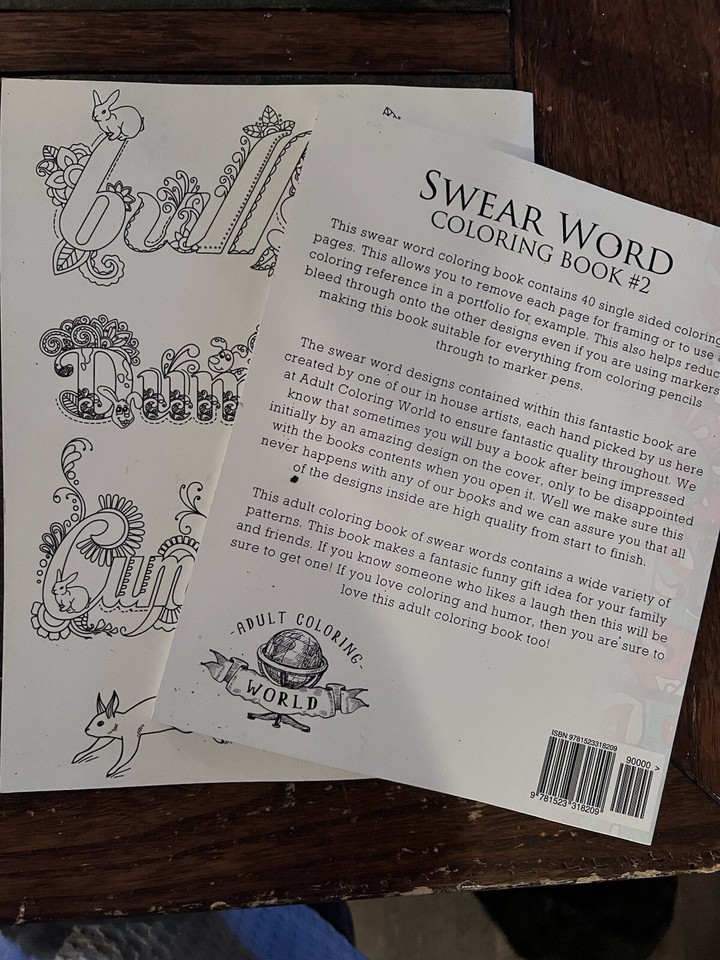 bull
Dum
Cum
SWEAR WORD
COLORING BOOK #2
This swear word coloring book contains 40 single sided coloring
pages. This allows you to remove each page for framing or to use
coloring reference in a portfolio for example. This also helps reduc
bleed through onto the other designs even if you are using markers
making this book suitable for everything from coloring pencils
through to marker pens.
The swear word designs contained within this fantastic book are
created by one of our in house artists, each hand picked by us here
at Adult Coloring World to ensure fantastic quality throughout. We
know that sometimes you will buy a book after being impressed
initially by an amazing design on the cover, only to be disappointed
with the books contents when you open it. Well we make sure this
never happens with any of our books and we can assure you that all
of the designs inside are high quality from start to finish.
This adult coloring book of swear words contains a wide variety of
patterns. This book makes a fantasic funny gift idea for your family
and friends. If you know someone who likes a laugh then this will be
sure to get one! If you love coloring and humor, then you are sure to
love this adult coloring book too!
-ADULT COLORING-
WORLD
ISBN 9781523318209
90000 >
9 781523 318209